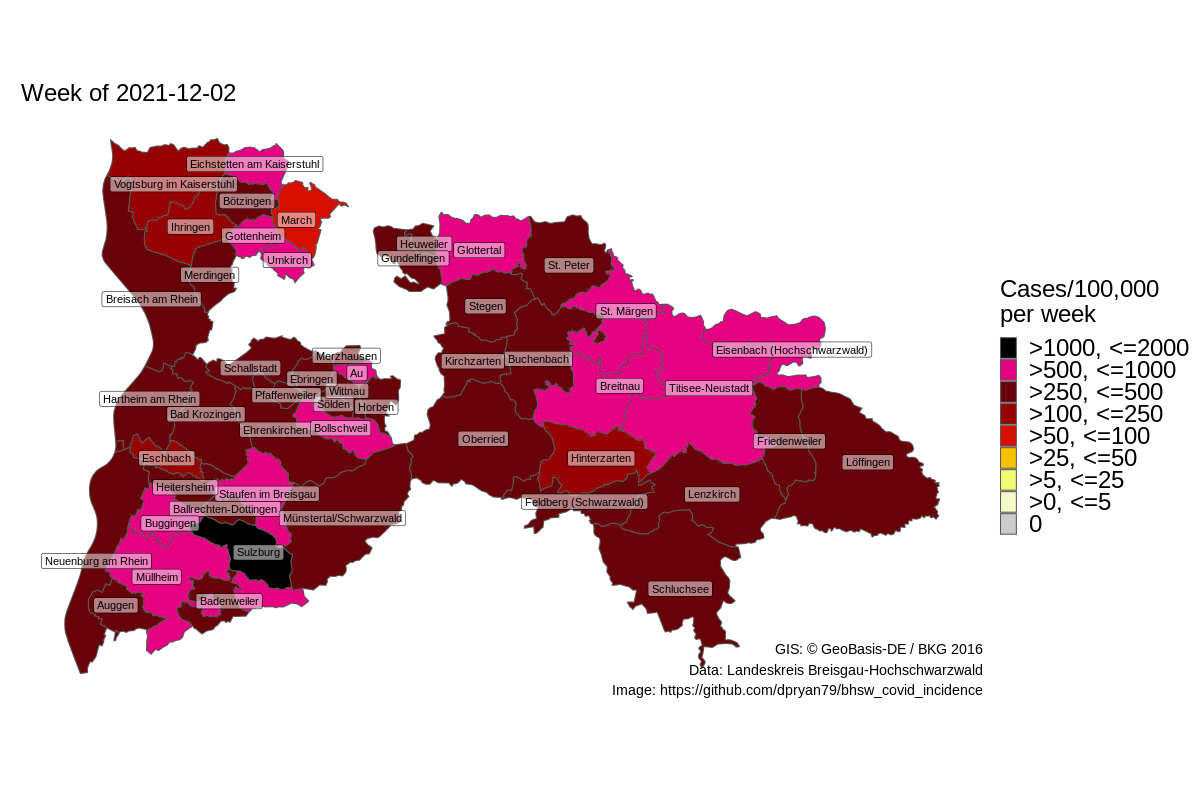 Week of 2021-12-02
Eichstetten am Kaiserstuhl
Vogtsburg im Kaiserstuhl
Bötzingen
March
Ihringen
Gottenheim
Umkirch
Merdingen
Breisach am Rhein
Heuweiler
Gundelfingen
Glottertal
St. Peter
Stegen
St. Märgen
Eisenbach (Hochschwarzwald)
Kirchzarten
Buchenbach
Breitnau
Titisee-Neustadt
Merzhausen
Schallstadt
Au
Ebringen
Pfaffenweiler
Wittnau
Sölden
Horben
Hartheim am Rhein
Bad Krozingen
Ehrenkirchen
Bollschweil
Oberried
Friedenweiler
Löffingen
Hinterzarten
Eschbach
Heitersheim
Staufen im Breisgau
Ballrechten-Dottingen
Buggingen
Münstertal/Schwarzwald
Feldberg (Schwarzwald)
Lenzkirch
Sulzburg
Neuenburg am Rhein
Müllheim
Auggen
Badenweiler
Schluchsee
Cases/100,000
per week
>1000, <=2000
>500, <=1000
>250, <=500
>100, <=250
>50, <=100
>25, <=50
>5, <=25
>0, <=5
0
GIS: © GeoBasis-DE / BKG 2016
Data: Landeskreis Breisgau-Hochschwarzwald
Image: https://github.com/dpryan79/bhsw_covid_incidence